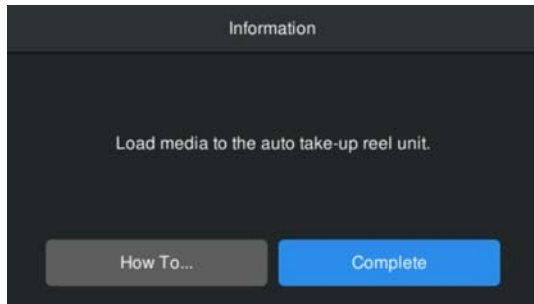 Information
Load media to the auto take-up reel unit.
How To...
Complete